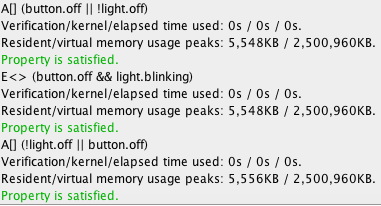 A[] (button.off || !light.off)
Verification/kernel/elapsed time used: 0s / 0s / 0s.
Resident/virtual memory usage peaks: 5,548KB / 2,500,960KB.
Property is satisfied.
E<> (button.off && light.blinking)
Verification/kernel/elapsed time used: 0s / 0s / 0s.
Resident/virtual memory usage peaks: 5,548KB / 2,500,960KB.
Property is satisfied.
A[] (!light.off || button.off)
Verification/kernel/elapsed time used: 0s / 0s / 0s.
Resident/virtual memory usage peaks: 5,556KB / 2,500,960KB.
Property is satisfied.